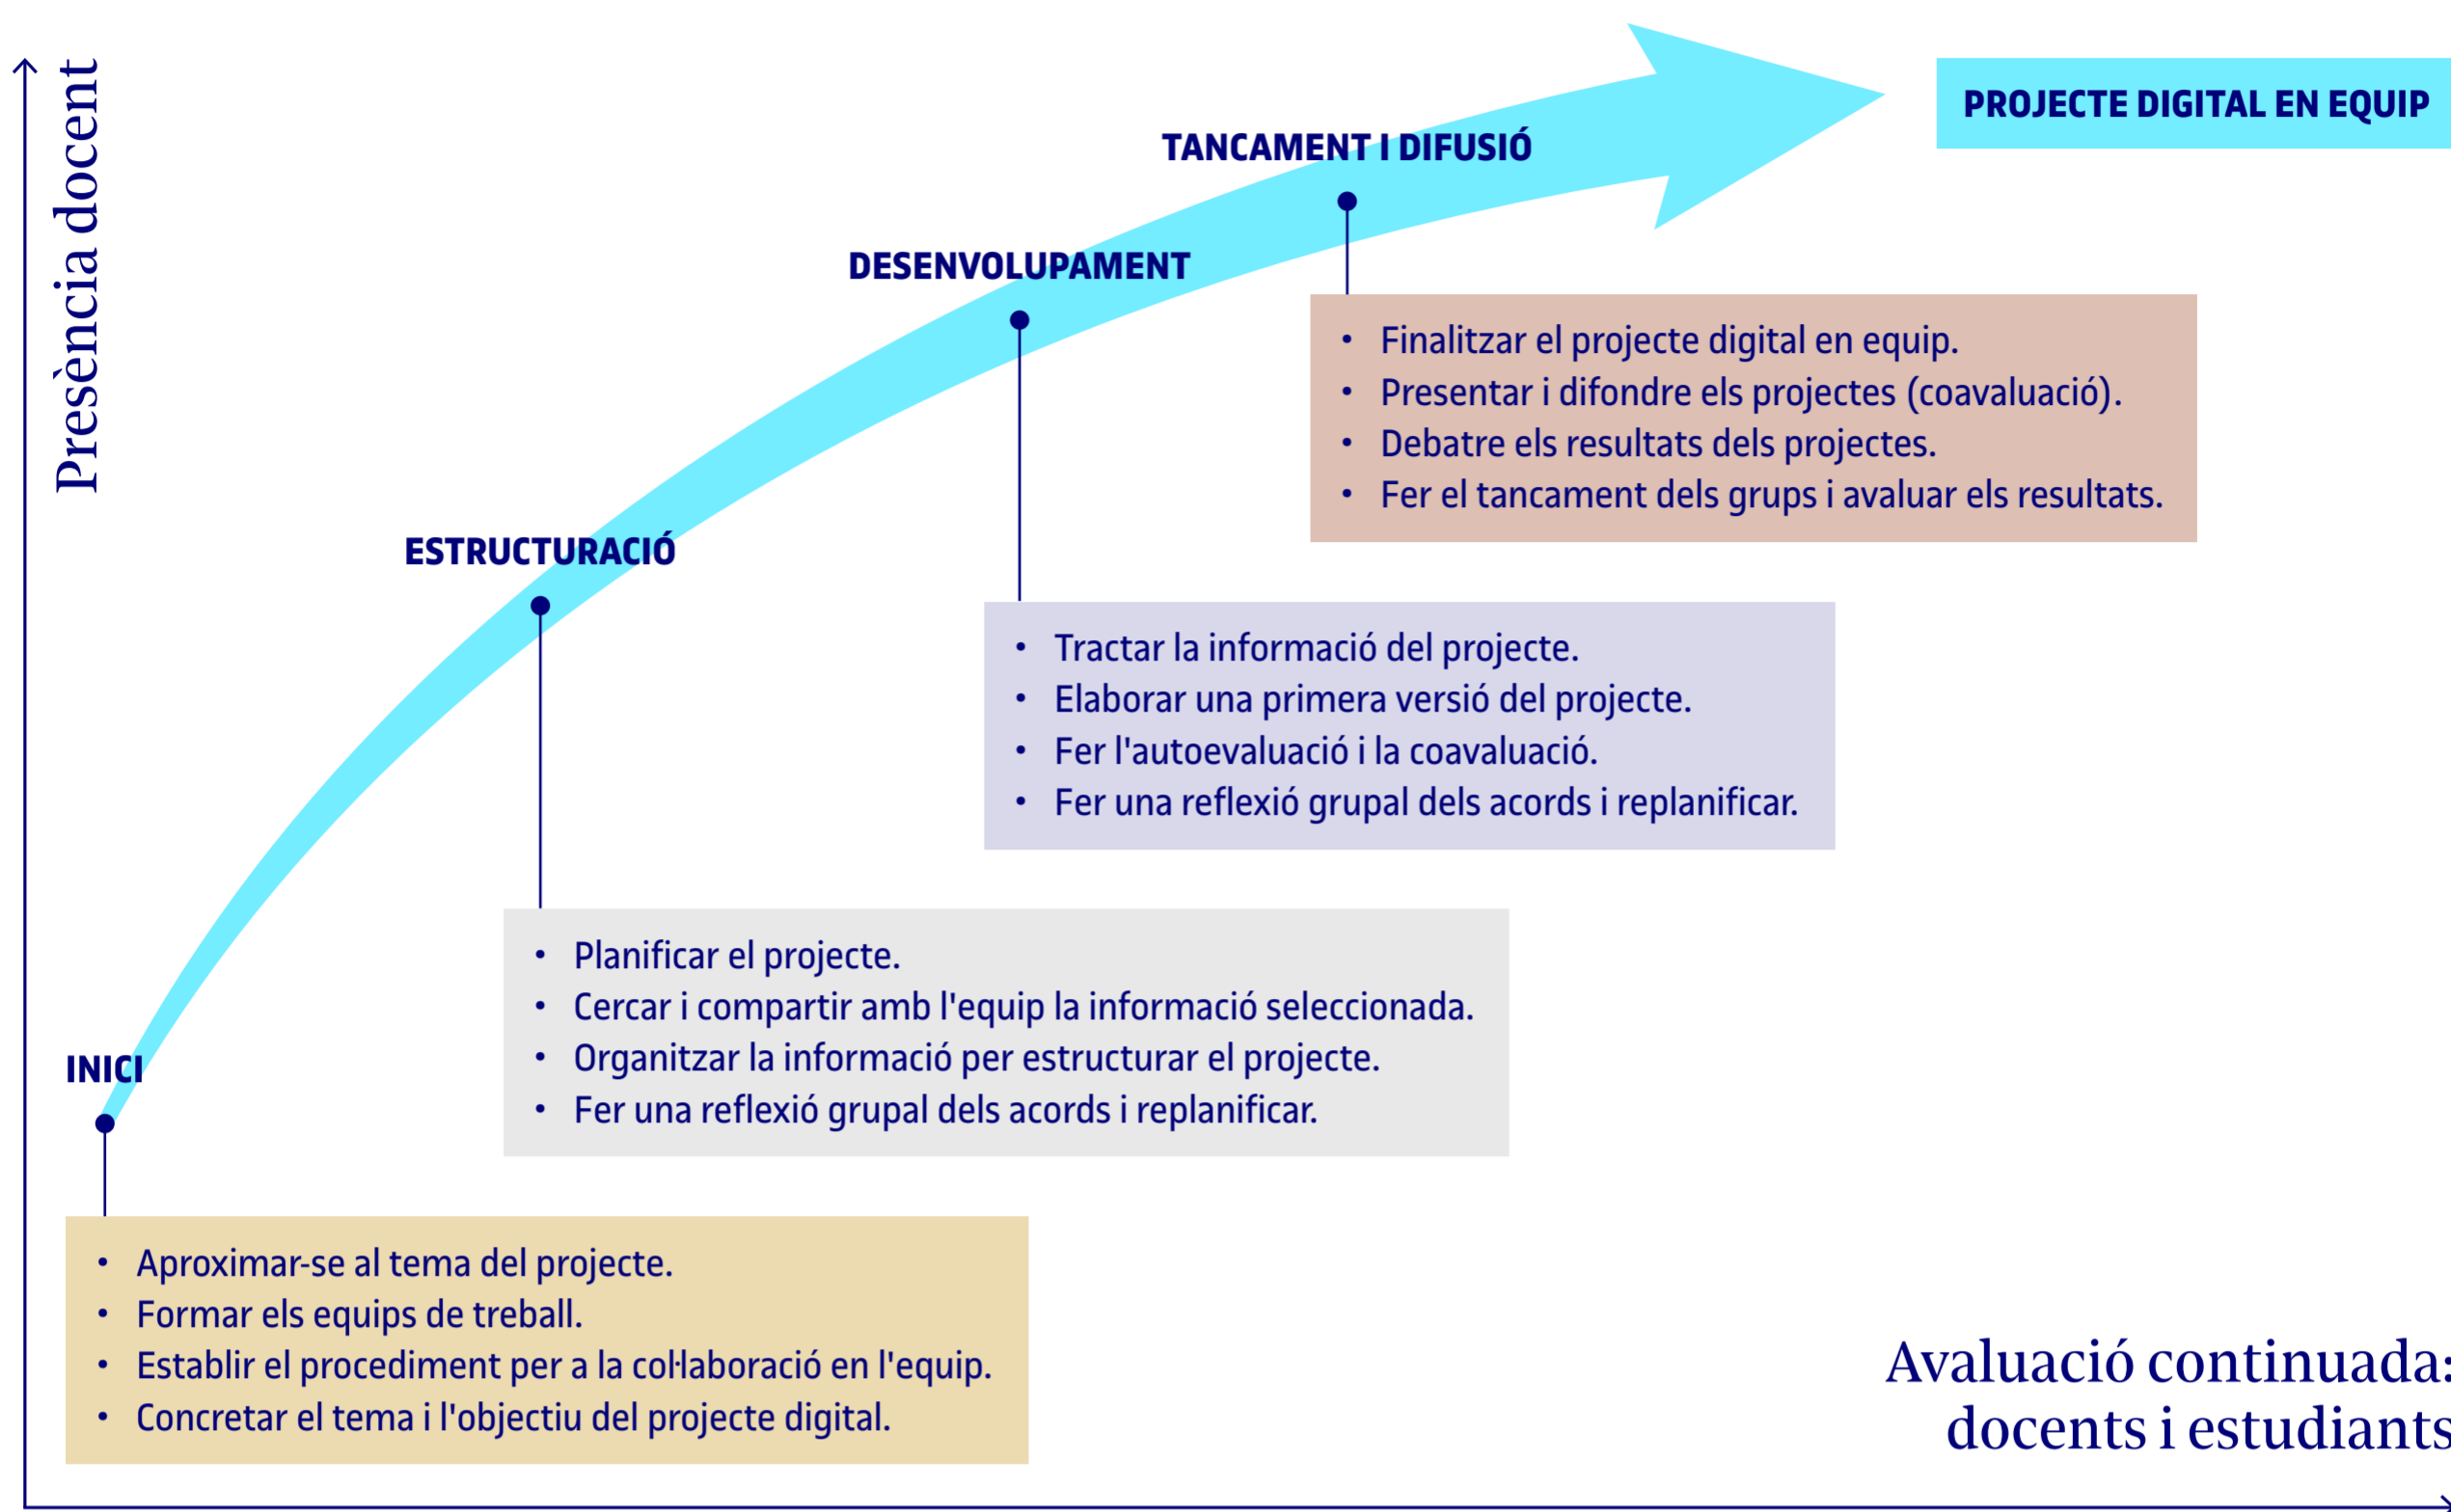 Presència docent
PROJECTE DIGITAL EN EQUIP
TANCAMENT I DIFUSIÓ
• Finalitzar el projecte digital en equip.
• Presentar i difondre els projectes (coavaluació).
• Debatre els resultats dels projectes.
• Fer el tancament dels grups i avaluar els resultats.
DESENVOLUPAMENT
• Tractar la informació del projecte.
• Elaborar una primera versió del projecte.
• Fer l'autoevaluació i la coavaluació.
• Fer una reflexió grupal dels acords i replanificar.
ESTRUCTURACIÓ
• Planificar el projecte.
• Cercar i compartir amb l'equip la informació seleccionada.
• Organitzar la informació per estructurar el projecte.
• Fer una reflexió grupal dels acords i replanificar.
INICI
• Aproximar-se al tema del projecte.
• Formar els equips de treball.
• Establir el procediment per a la col·laboració en l'equip.
• Concretar el tema i l'objectiu del projecte digital.
Avaluació continuada:
docents i estudiants